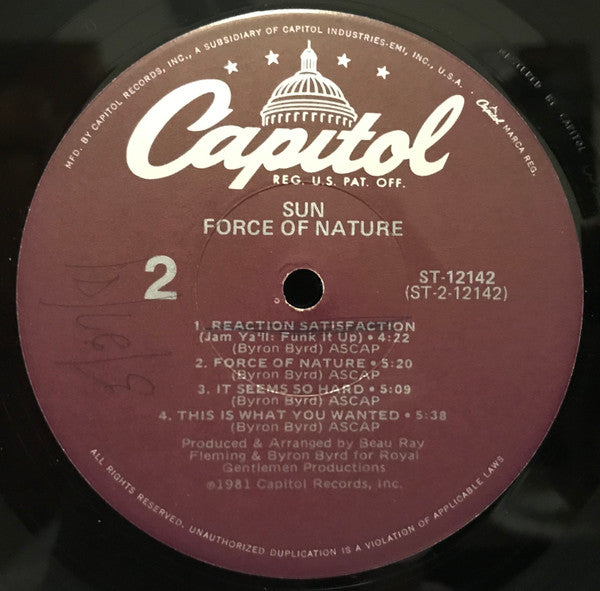 MFD. BY CAPITOL RECORDS, INC., A SUBSIDIARY OF CAPITOL INDUSTRIES-EMI, INC., U.S.A.
Capitol MARCA REG.
Capitol
REG. U.S. PAT. OFF.
SUN
FORCE OF NATURE
2
ST-12142
(ST-2-12142)
1. REACTION SATISFACTION
(Jam Ya'll: Funk It Up) • 4:22
(Byron Byrd) ASCAP
2. FORCE OF NATURE • 5:20
(Byron Byrd) ASCAP
3. IT SEEMS SO HARD • 5:09
(Byron Byrd) ASCAP
4. THIS IS WHAT YOU WANTED • 5:38
(Byron Byrd) ASCAP
Produced & Arranged by Beau Ray
Fleming & Byron Byrd for Royal
Gentlemen Productions
℗1981 Capitol Records, Inc.
ALL RIGHTS RESERVED. UNAUTHORIZED DUPLICATION IS A VIOLATION OF APPLICABLE LAWS